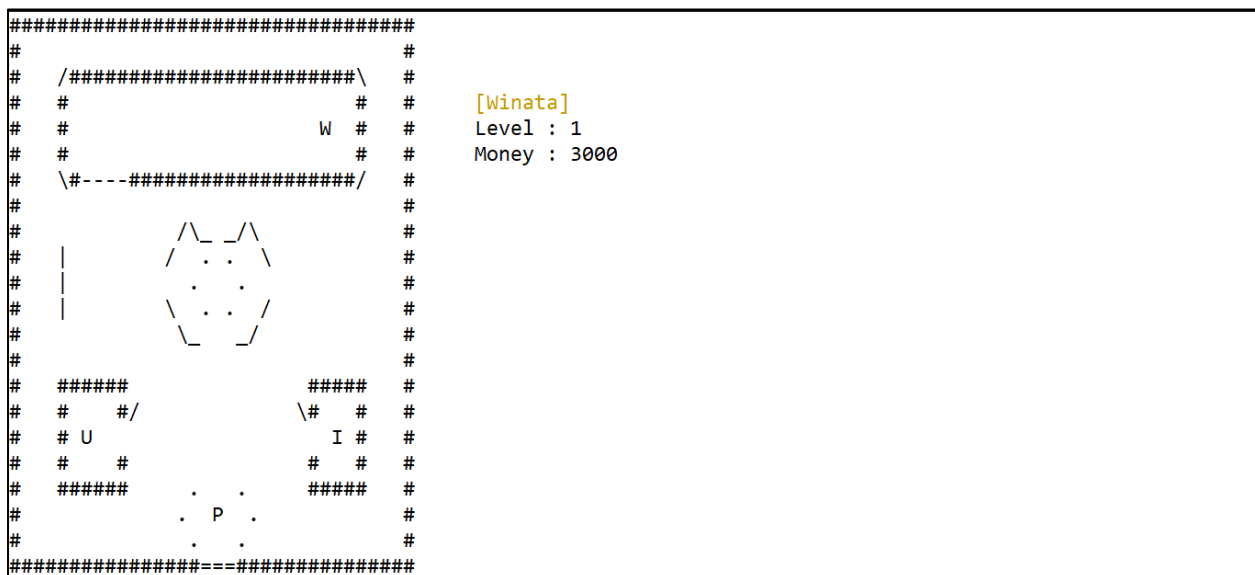 ##################################
#                                #
#   /########################\   #
#   #                        #   #     [Winata]
#   #                     W  #   #     Level : 1
#   #                        #   #     Money : 3000
#   \#----###################/   #
#                                #
#             /\_ _/\            #
#   |        /  . .  \           #
#   |          .   .             #
#   |        \  . .  /           #
#             \_   _/            #
#                                #
#   ######               #####   #
#   #    #/             \#   #   #
#   # U                    I #   #
#   #    #               #   #   #
#   ######     .   .     #####   #
#             .  P  .            #
#              .   .             #
################===###############